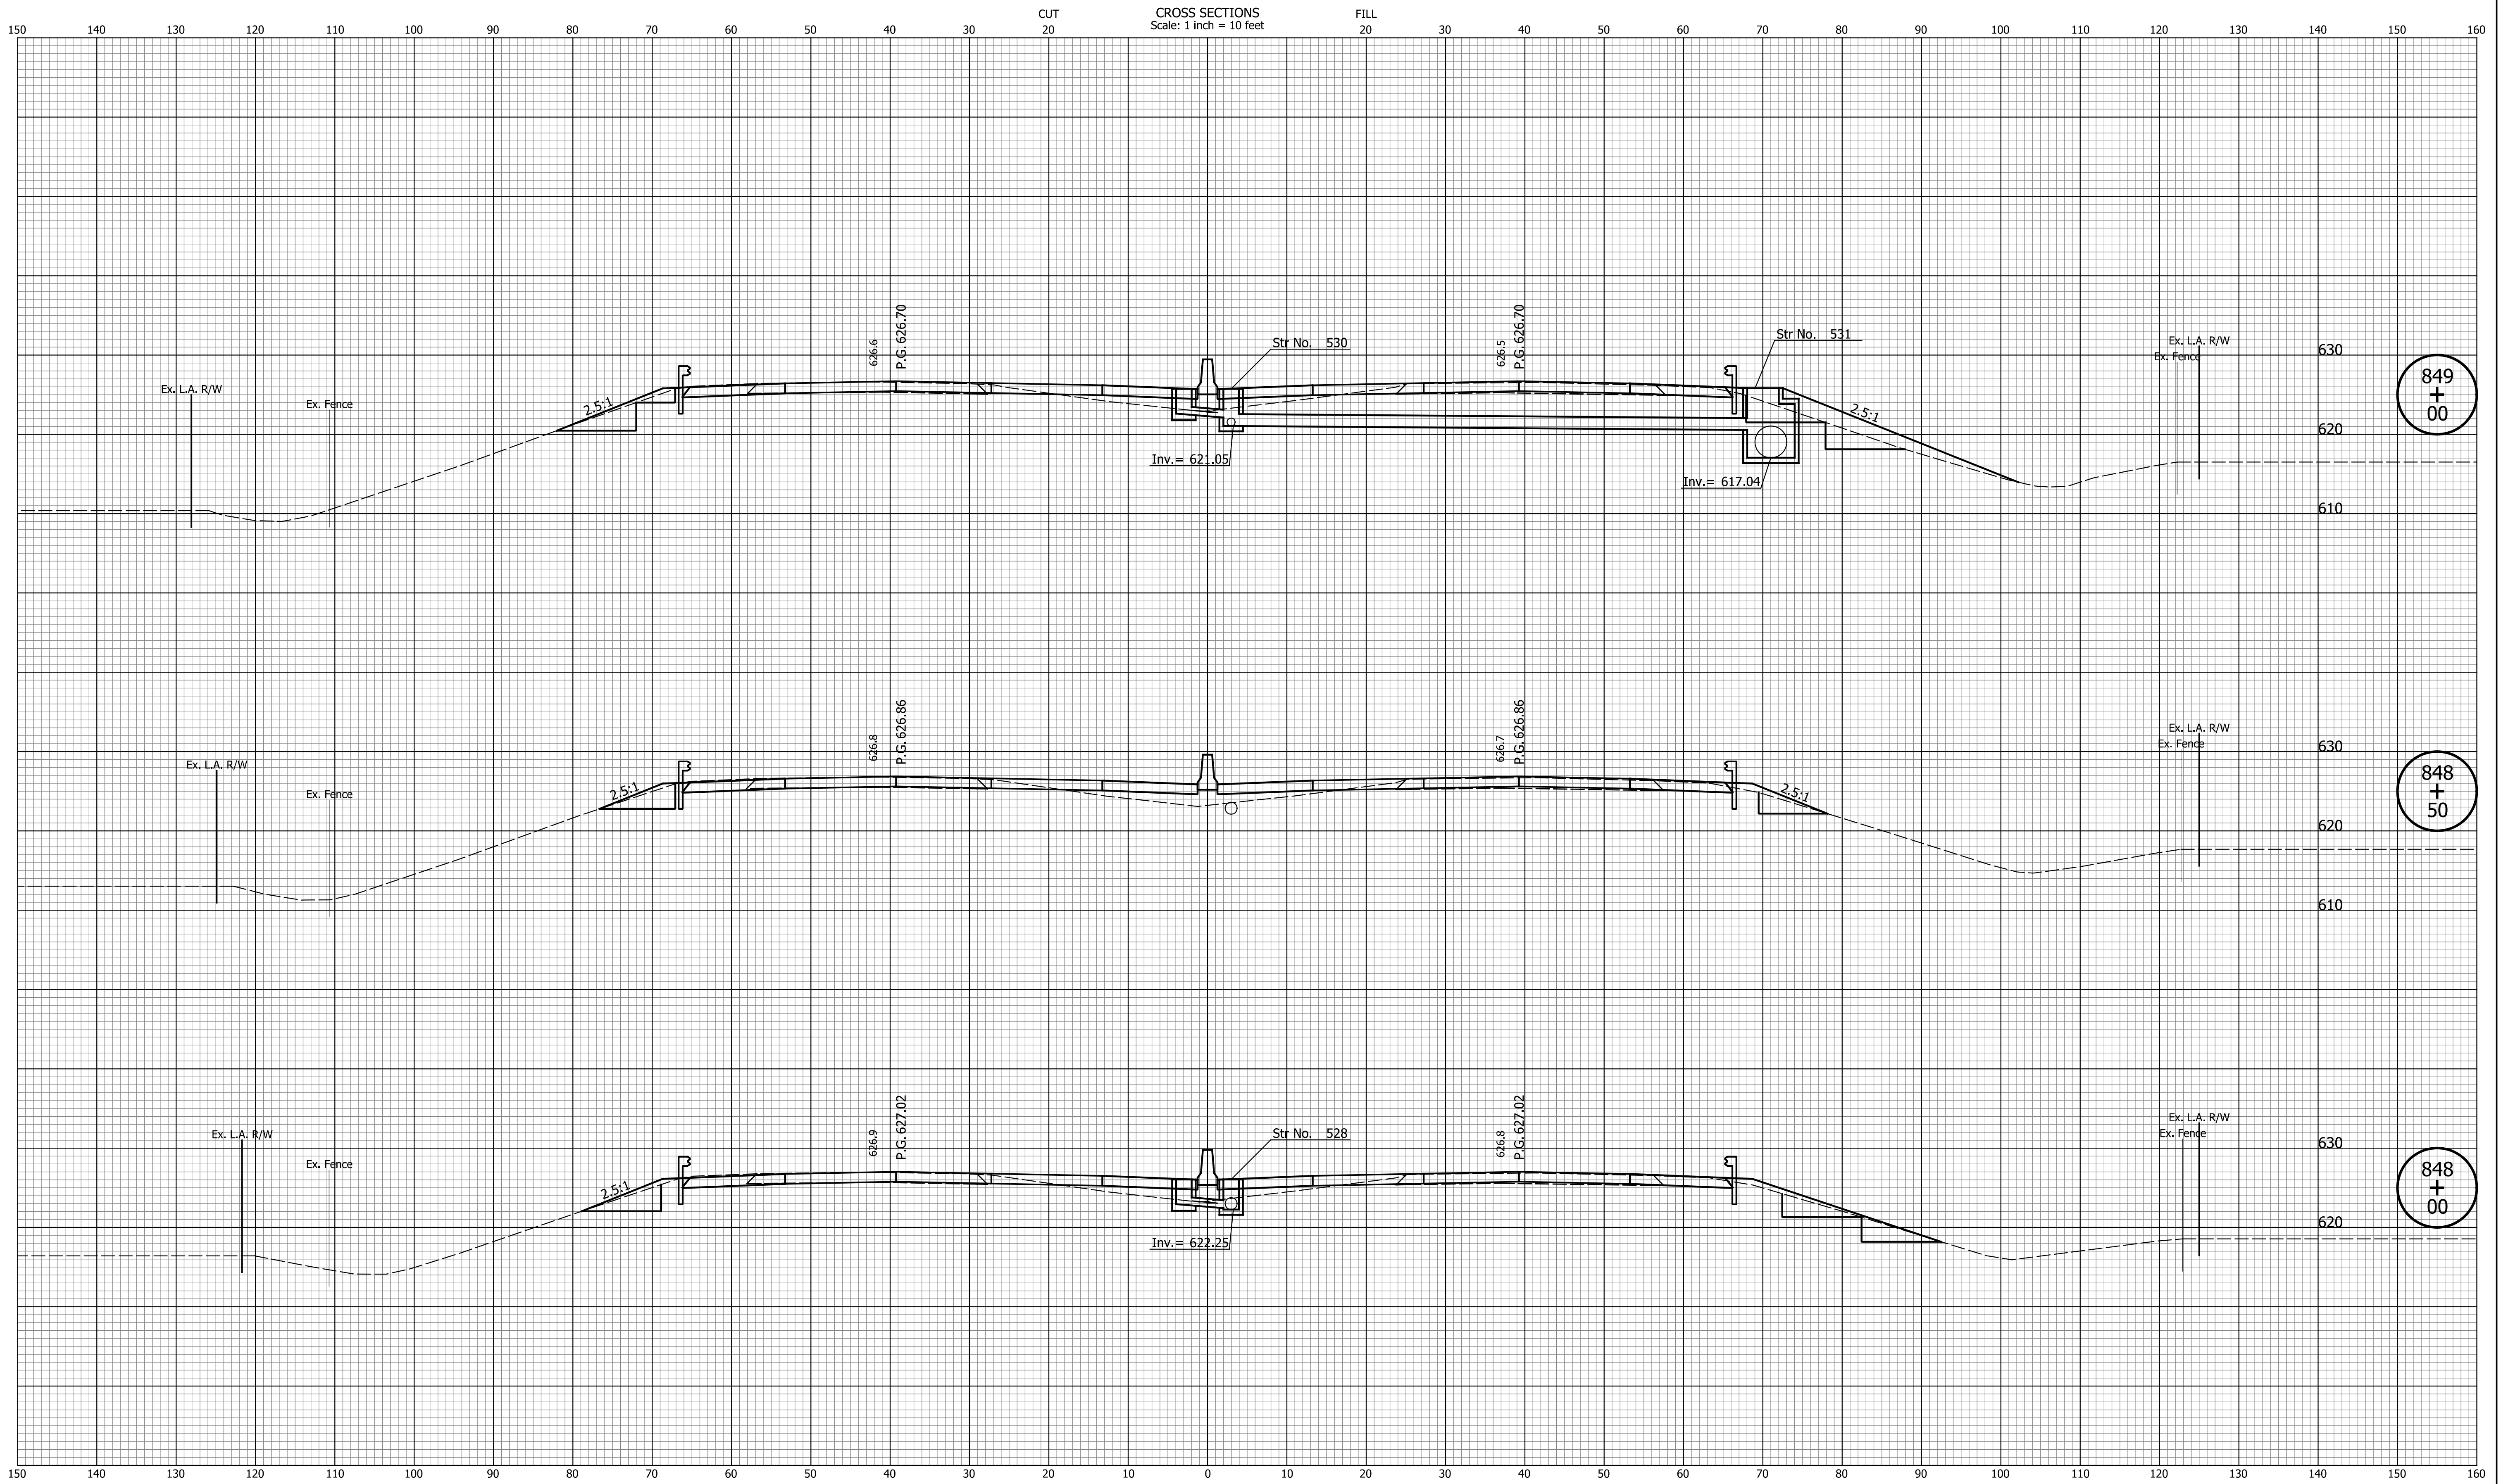 CUT CROSS SECTIONS FILL
Scale: 1 inch = 10 feet
150 140 130 120 110 100 90 80 70 60 50 40 30 20 20 30 40 50 60 70 80 90 100 110 120 130 140 150 160
Ex. L.A. R/W
Ex. Fence
2.5:1
626.6
P.G. 626.70
Str No. 530
Inv.= 621.05
626.5
P.G. 626.70
Str No. 531
Inv.= 617.04
2.5:1
Ex. L.A. R/W
Ex. Fence
630
620
610
849
+
00
Ex. L.A. R/W
Ex. Fence
2.5:1
626.8
P.G. 626.86
626.7
P.G. 626.86
2.5:1
Ex. L.A. R/W
Ex. Fence
630
620
610
848
+
50
Ex. L.A. R/W
Ex. Fence
2.5:1
626.9
P.G. 627.02
Str No. 528
Inv.= 622.25
626.8
P.G. 627.02
Ex. L.A. R/W
Ex. Fence
630
620
848
+
00
150 140 130 120 110 100 90 80 70 60 50 40 30 20 10 0 10 20 30 40 50 60 70 80 90 100 110 120 130 140 150 160